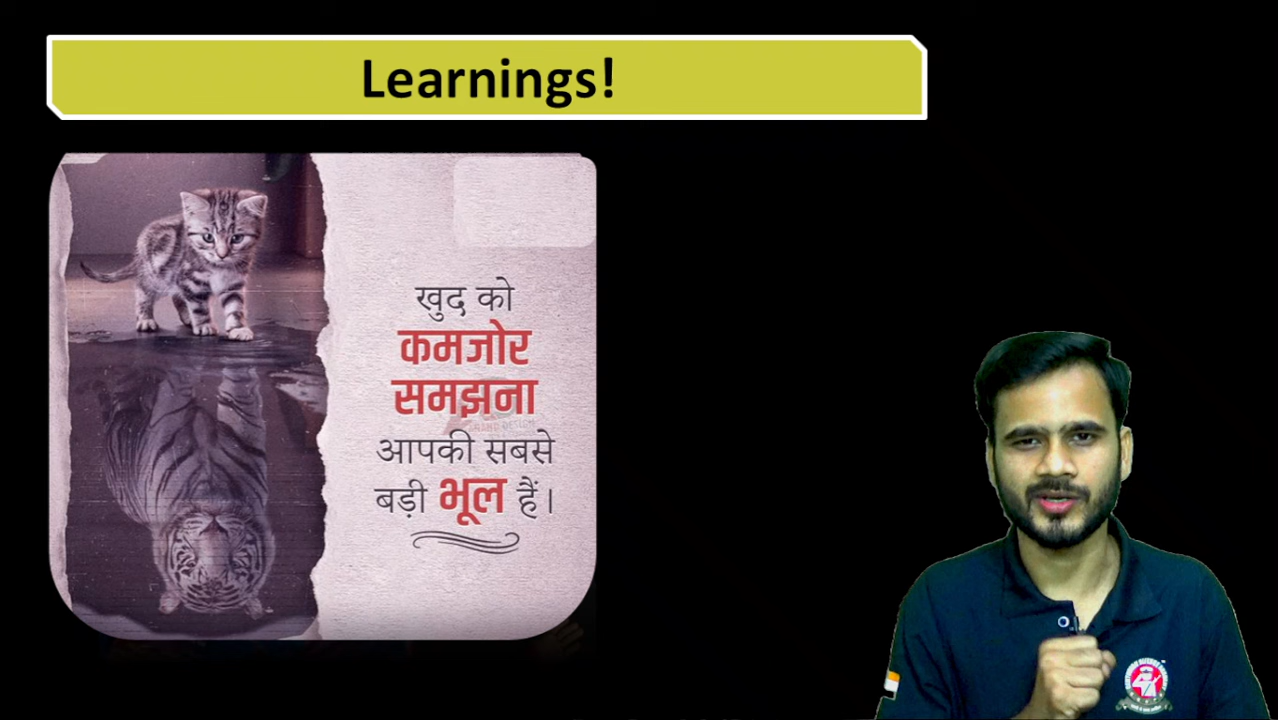 Learnings!
खुद को
कमजोर
समझना
आपकी सबसे
बड़ी भूल हैं।